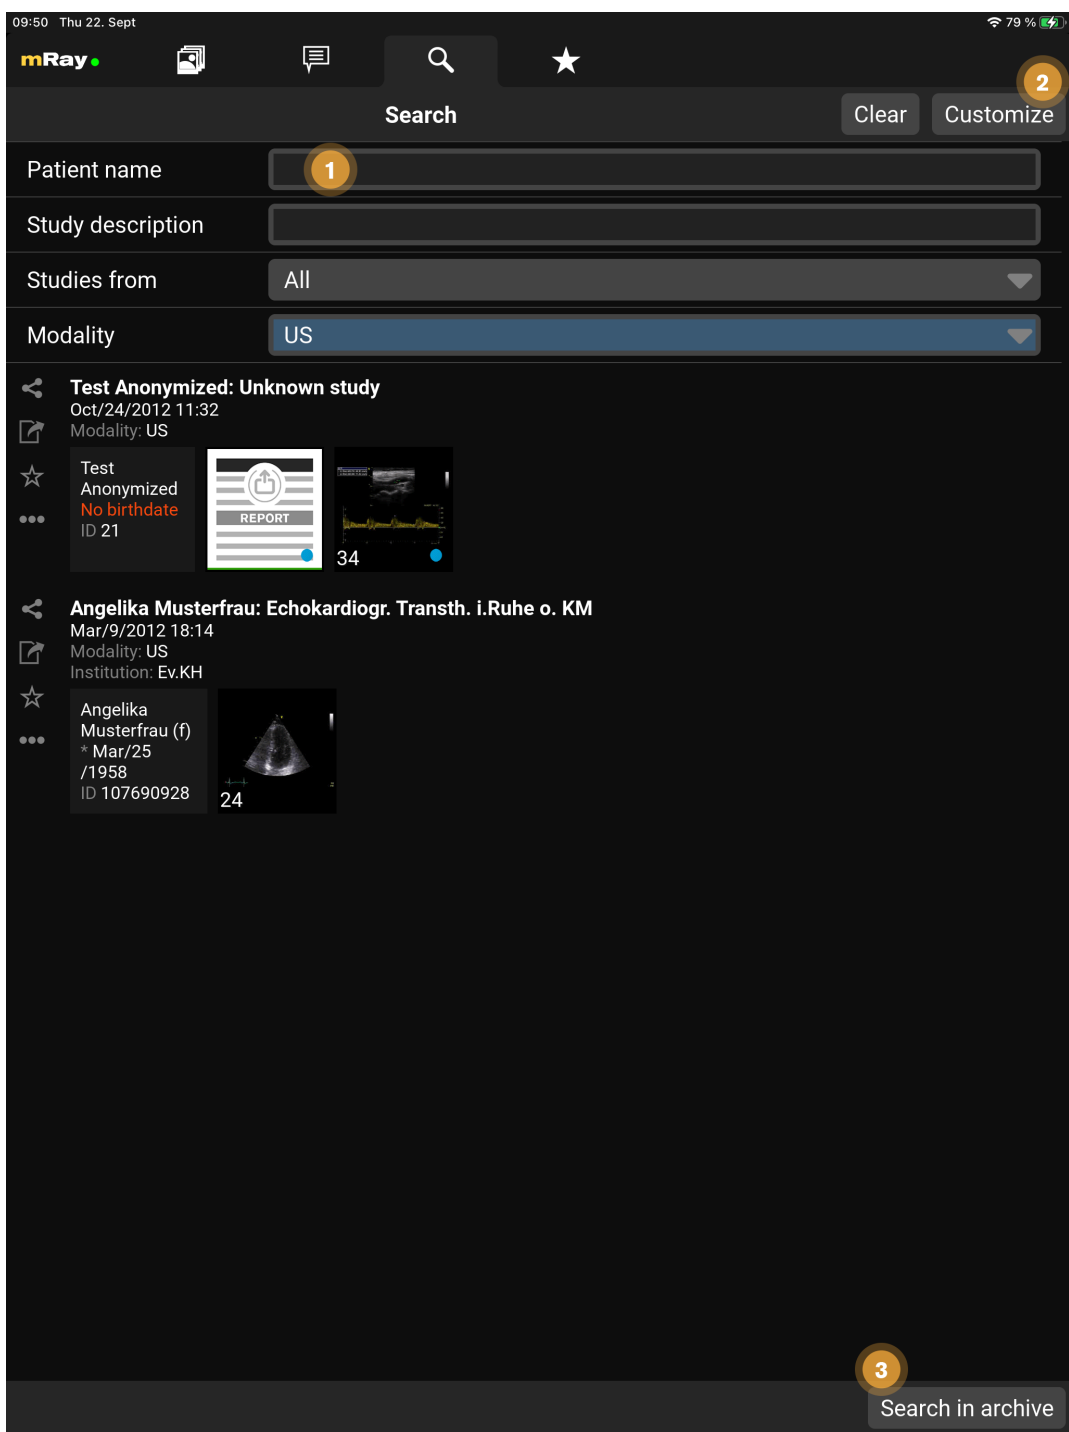 09:50 Thu 22. Sept 79 %
mRay
2
Search Clear Customize
Patient name 1
Study description
Studies from All
Modality US
Test Anonymized: Unknown study
Oct/24/2012 11:32
Modality: US
Test
Anonymized
No birthdate
ID 21
REPORT
34
Angelika Musterfrau: Echokardiogr. Transth. i.Ruhe o. KM
Mar/9/2012 18:14
Modality: US
Institution: Ev.KH
Angelika
Musterfrau (f)
* Mar/25
/1958
ID 107690928
24
3
Search in archive